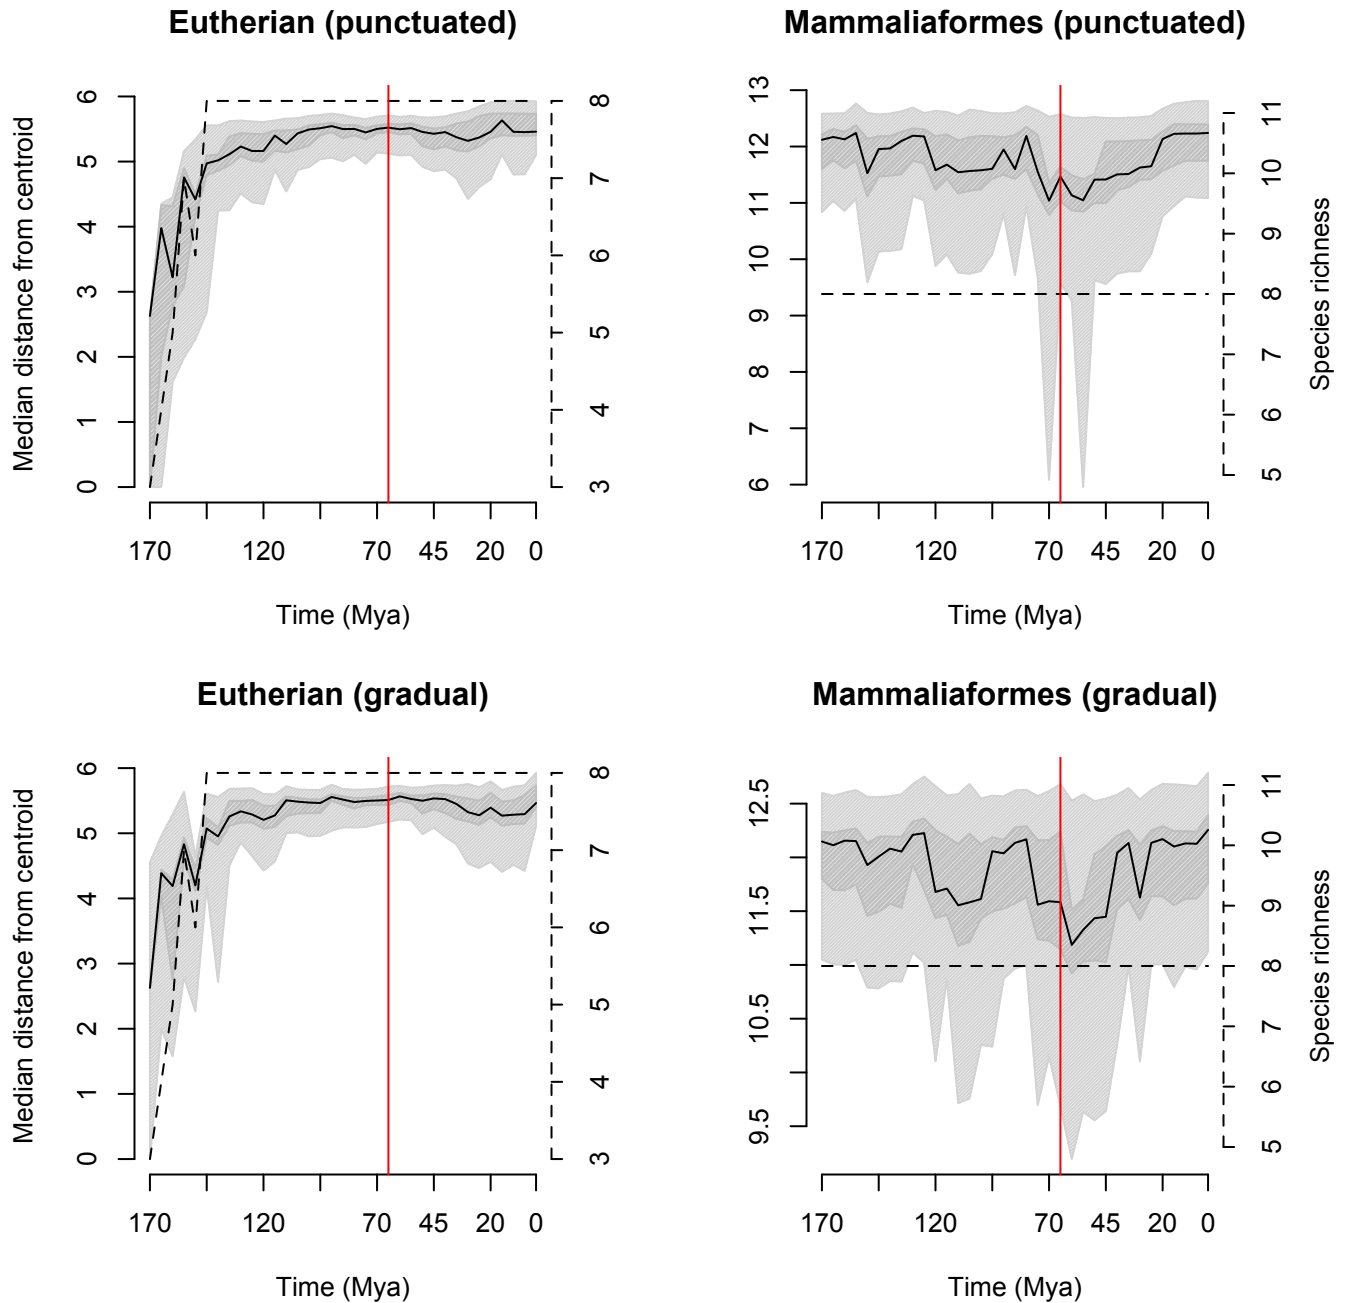 Eutherian (punctuated)
Median distance from centroid
0 1 2 3 4 5 6
3 4 5 6 7 8
170 120 70 45 20 0
Time (Mya)
Mammaliaformes (punctuated)
6 7 8 9 10 11 12 13
5 6 7 8 9 10 11
Species richness
170 120 70 45 20 0
Time (Mya)
Eutherian (gradual)
Median distance from centroid
0 1 2 3 4 5 6
3 4 5 6 7 8
170 120 70 45 20 0
Time (Mya)
Mammaliaformes (gradual)
9.5 10.5 11.5 12.5
5 6 7 8 9 10 11
Species richness
170 120 70 45 20 0
Time (Mya)